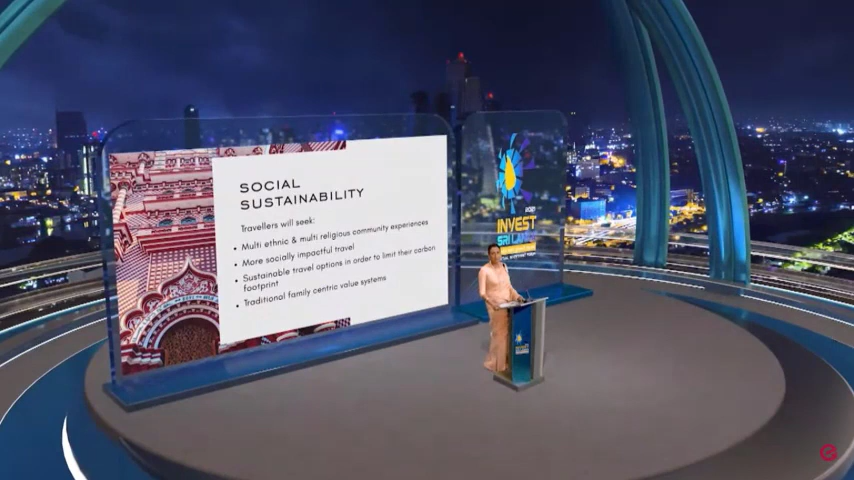 SOCIAL
SUSTAINABILITY
Travellers will seek:
• Multi ethnic & multi religious community experiences
• More socially impactful travel
• Sustainable travel options in order to limit their carbon
footprint
• Traditional family centric value systems
2021
INVEST
SRI LANKA